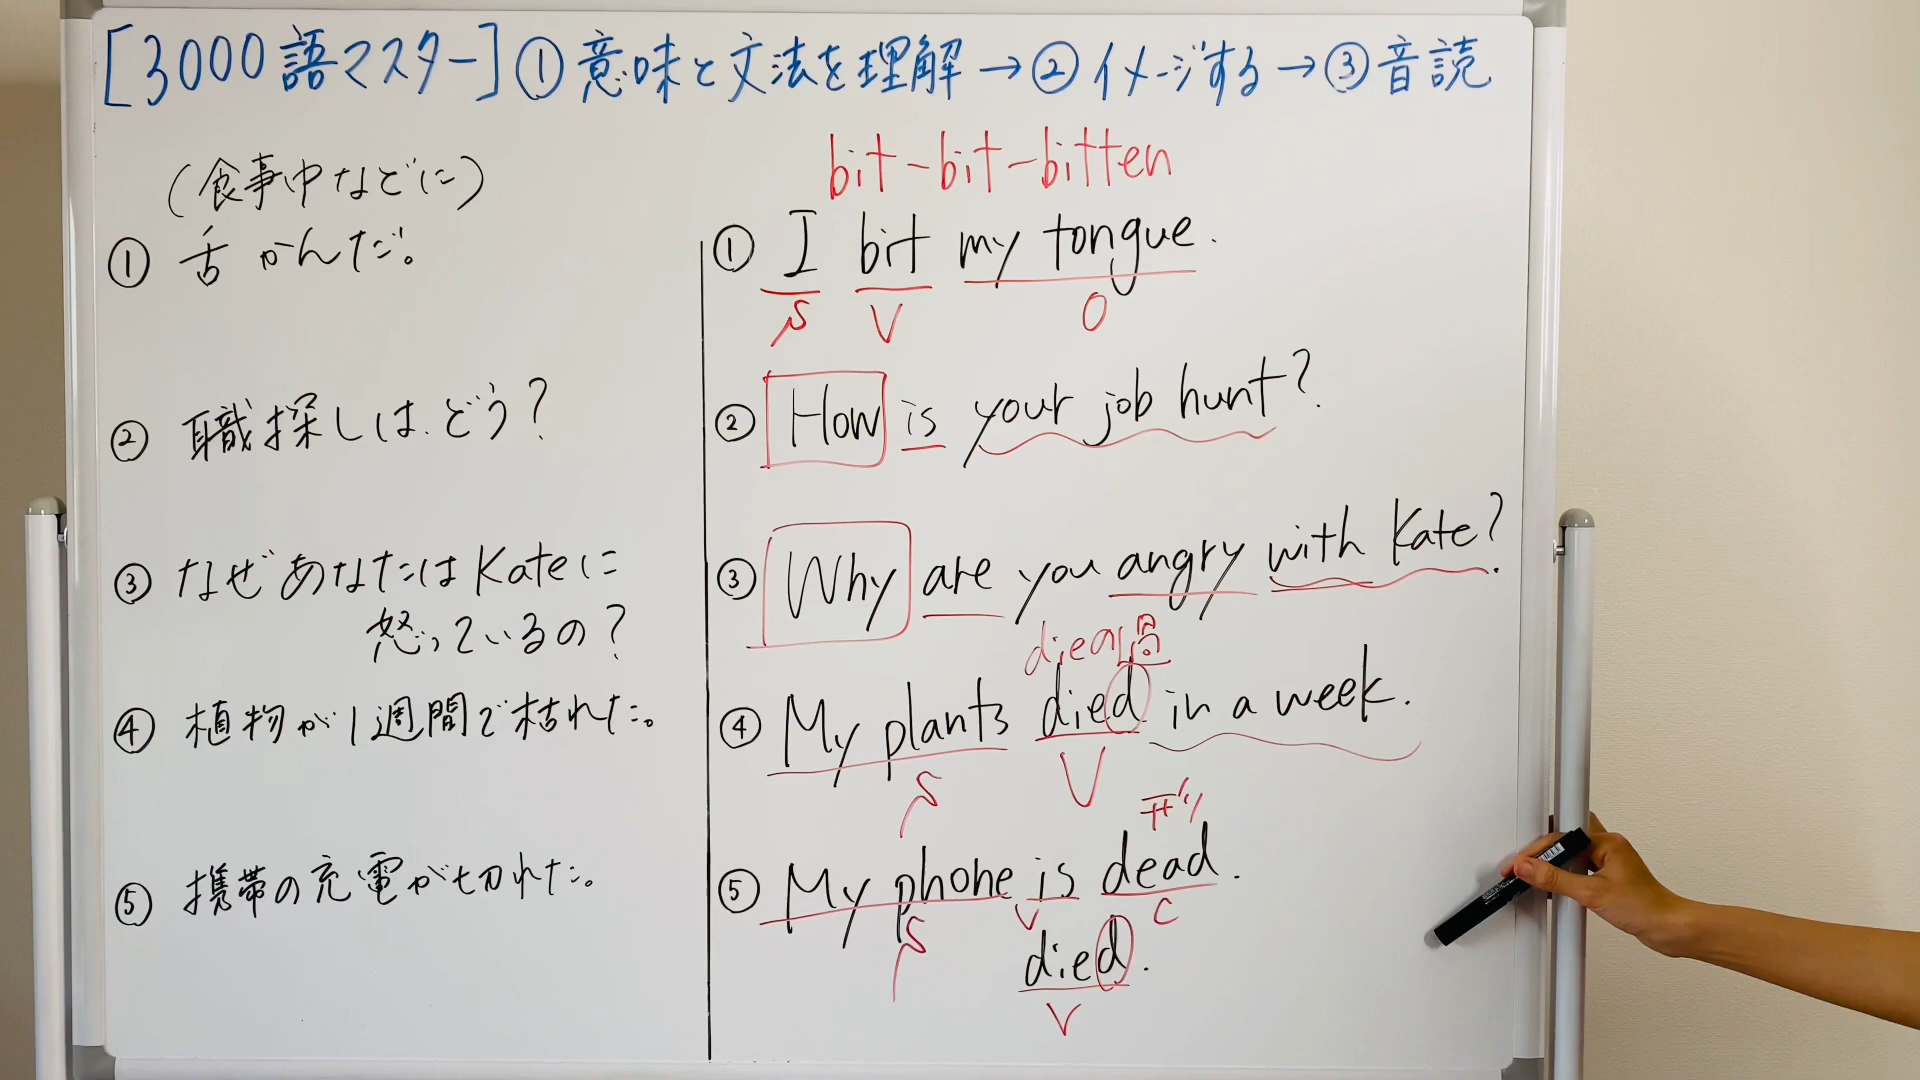 [3000語マスター]①意味と文法を理解→②イメージする→③音読
(食事中などに)
① 舌かんだ。
② 職探しは どう?
③ なぜあなたはKateに
怒っているの?
④ 植物が1週間で枯れた。
⑤ 携帯の充電が切れた。
bit-bit-bitten
① I bit my tongue.
S V O
② How is your job hunt?
③ Why are you angry with Kate?
dieの過
④ My plants died in a week.
S V
⑤ My phone is dead.
S V C
died.
V